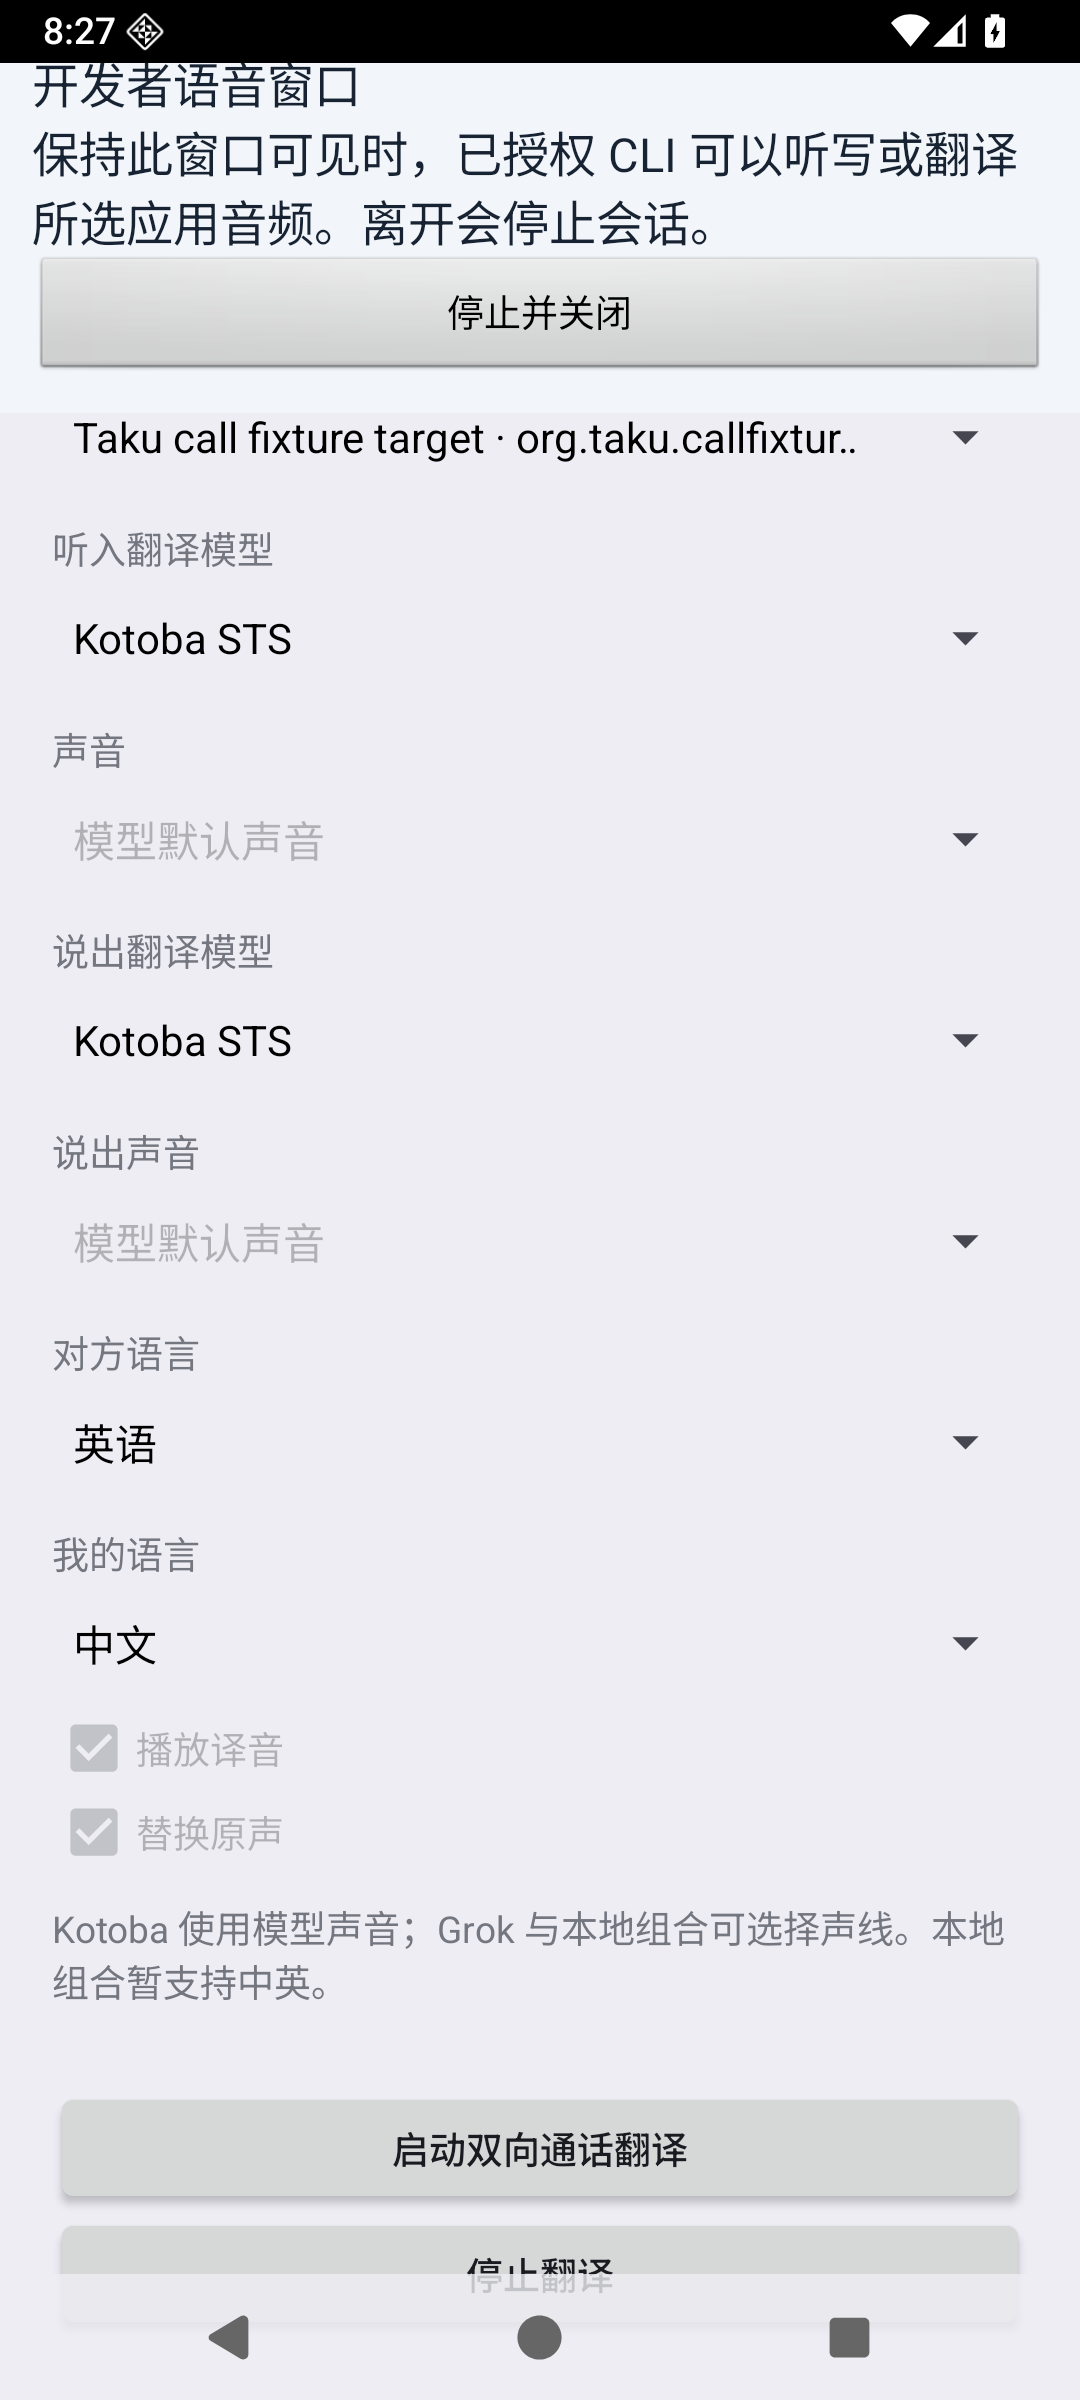 8:27
开发者语音窗口
保持此窗口可见时，已授权 CLI 可以听写或翻译
所选应用音频。离开会停止会话。
停止并关闭
Taku call fixture target · org.taku.callfixtur..
听入翻译模型
Kotoba STS
声音
模型默认声音
说出翻译模型
Kotoba STS
说出声音
模型默认声音
对方语言
英语
我的语言
中文
播放译音
替换原声
Kotoba 使用模型声音；Grok 与本地组合可选择声线。本地
组合暂支持中英。
启动双向通话翻译
停止翻译